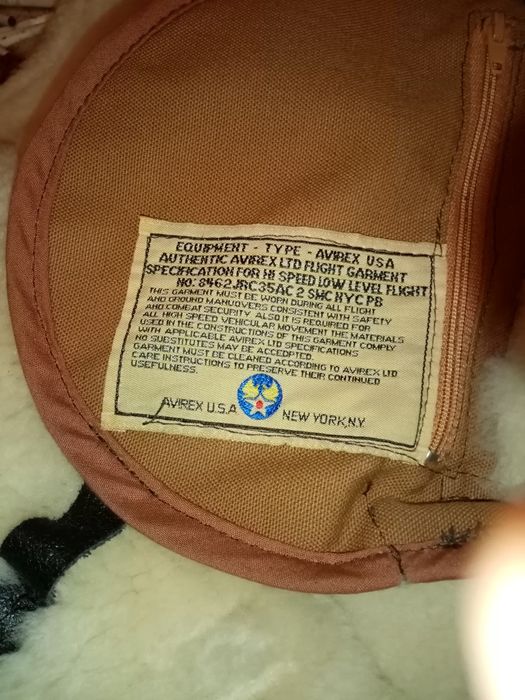 EQUIPMENT - TYPE - AVIREX USA
AUTHENTIC AVIREX LTD FLIGHT GARMENT
SPECIFICATION FOR HI SPEED LOW LEVEL FLIGHT
NO: 8462JRC35AC 2 SMC NYC PB
THIS GARMENT MUST BE WORN DURING ALL FLIGHT
AND GROUND MANUOVERS CONSISTENT WITH SAFETY
AND COMBAT SECURITY. ALSO IT IS REQUIRED FOR
ALL HIGH SPEED VEHICULAR MOVEMENT THE MATERIALS
USED IN THE CONSTRUCTIONS OF THIS GARMENT COMPLY
WITH APPLICABLE AVIREX LTD SPECIFICATIONS
NO SUBSTITUTES MAY BE ACCEDPTED.
GARMENT MUST BE CLEANED ACCORDING TO AVIREX LTD
CARE INSTRUCTIONS TO PRESERVE THEIR CONTINUED
USEFULNESS.
AVIREX U.S.A NEW YORK,N.Y.